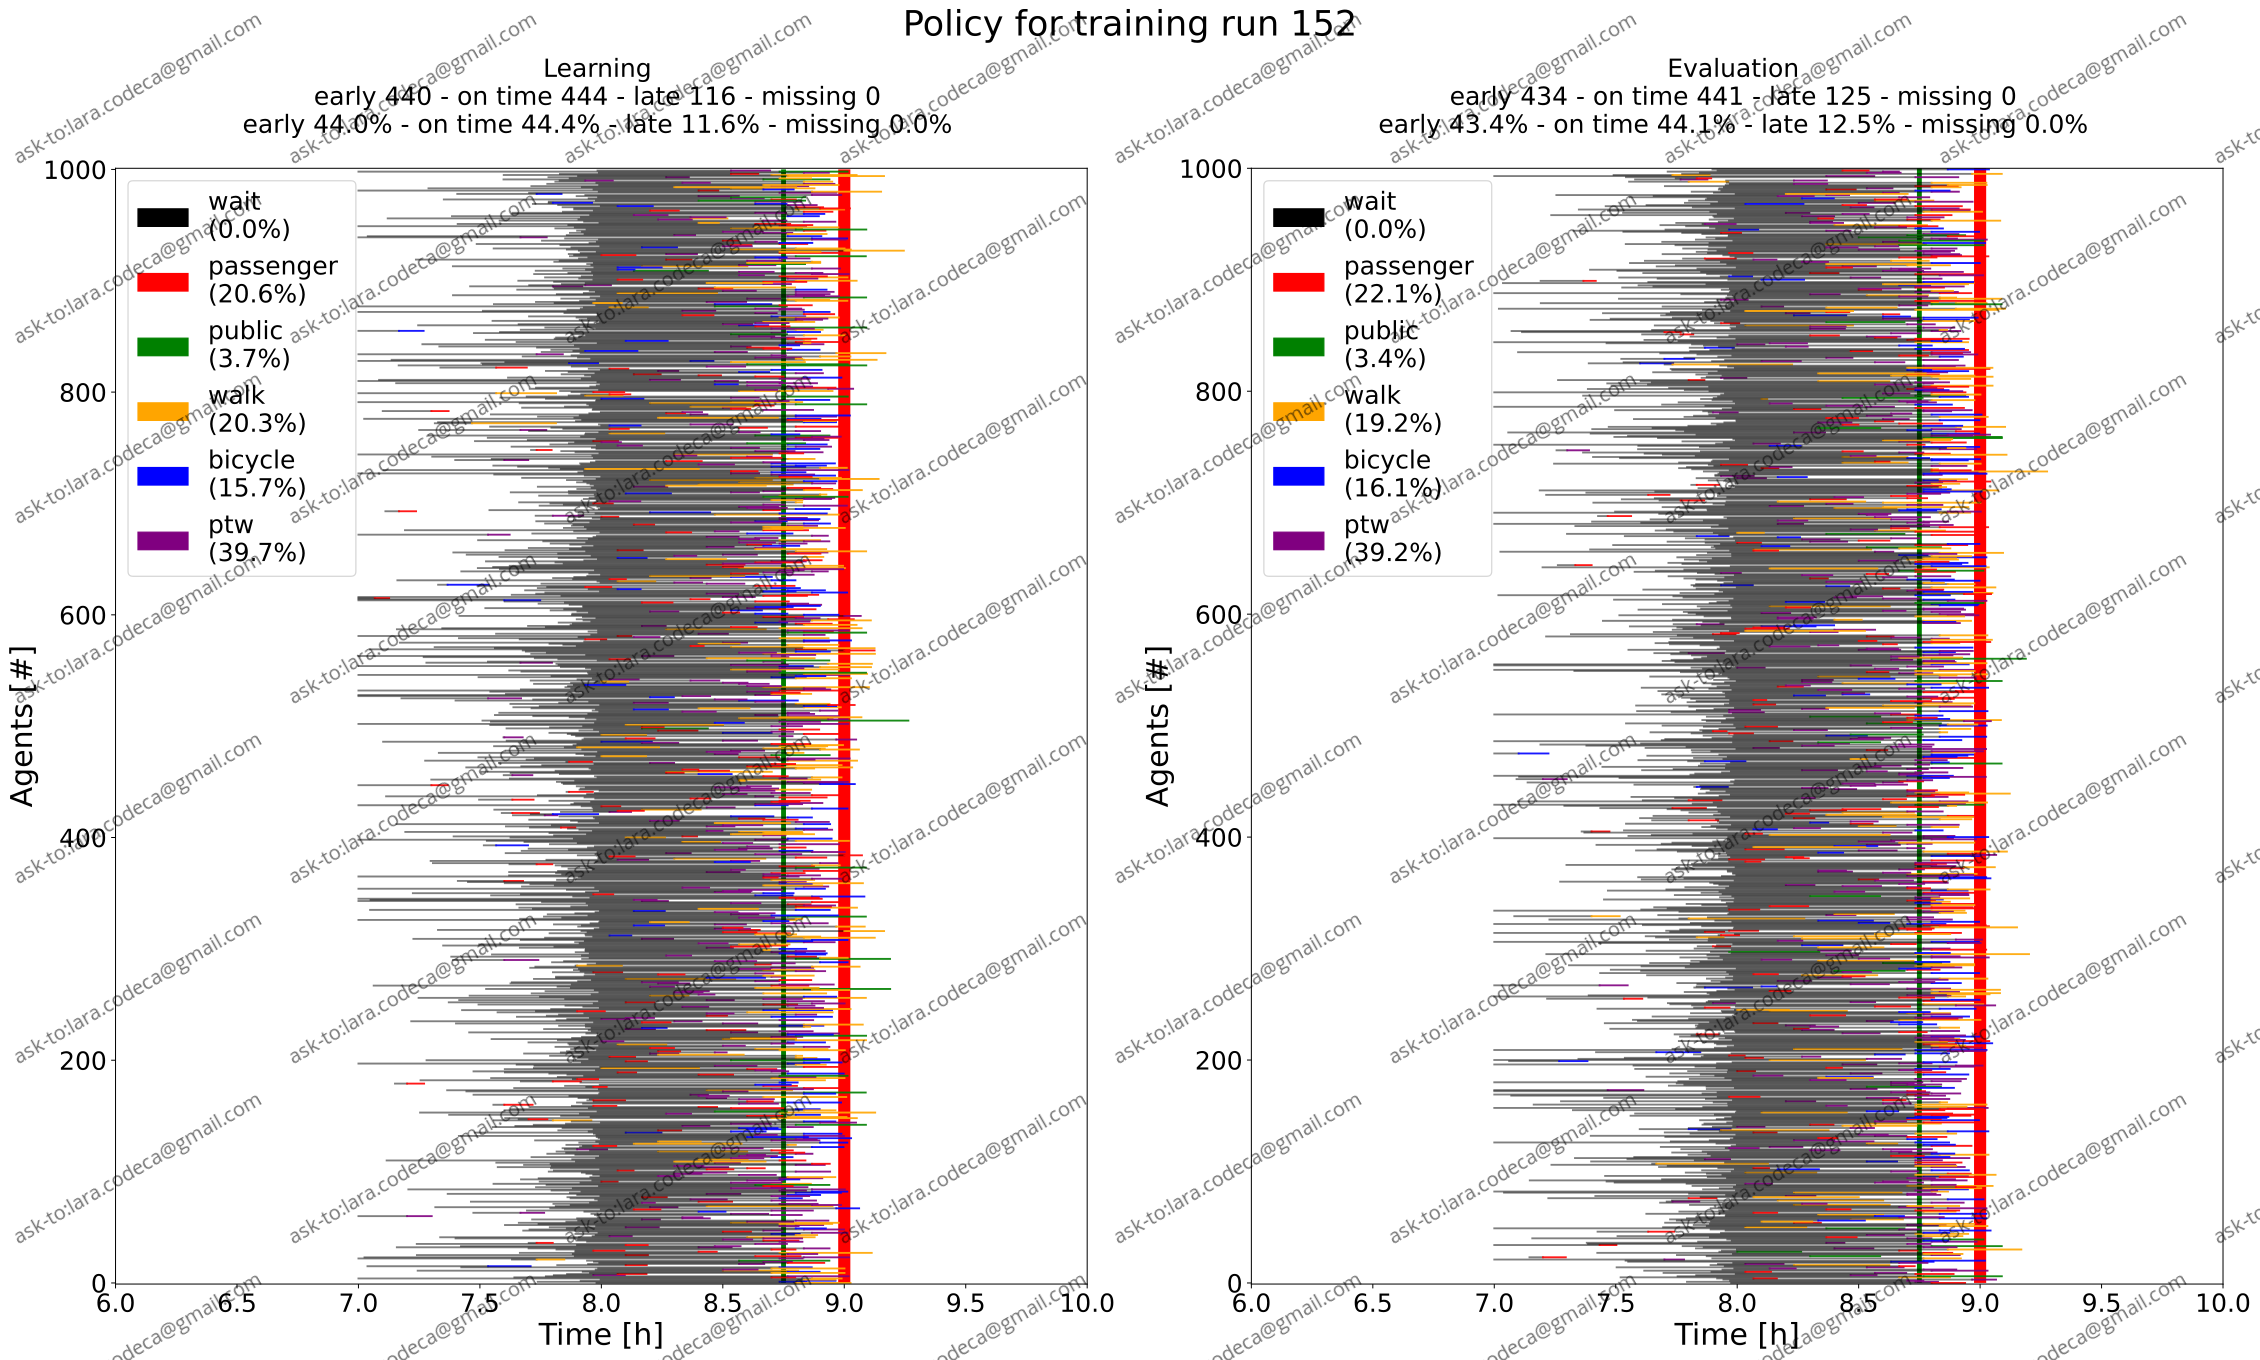 Policy for training run 152
Learning
early 440 - on time 444 - late 116 - missing 0
early 44.0% - on time 44.4% - late 11.6% - missing 0.0%
1000
800
600
400
200
0
Agents [#]
wait
(0.0%)
passenger
(20.6%)
public
(3.7%)
walk
(20.3%)
bicycle
(15.7%)
ptw
(39.7%)
6.0 6.5 7.0 7.5 8.0 8.5 9.0 9.5 10.0
Time [h]
Evaluation
early 434 - on time 441 - late 125 - missing 0
early 43.4% - on time 44.1% - late 12.5% - missing 0.0%
1000
800
600
400
200
0
Agents [#]
wait
(0.0%)
passenger
(22.1%)
public
(3.4%)
walk
(19.2%)
bicycle
(16.1%)
ptw
(39.2%)
6.0 6.5 7.0 7.5 8.0 8.5 9.0 9.5 10.0
Time [h]
ask-to:lara.codeca@gmail.com